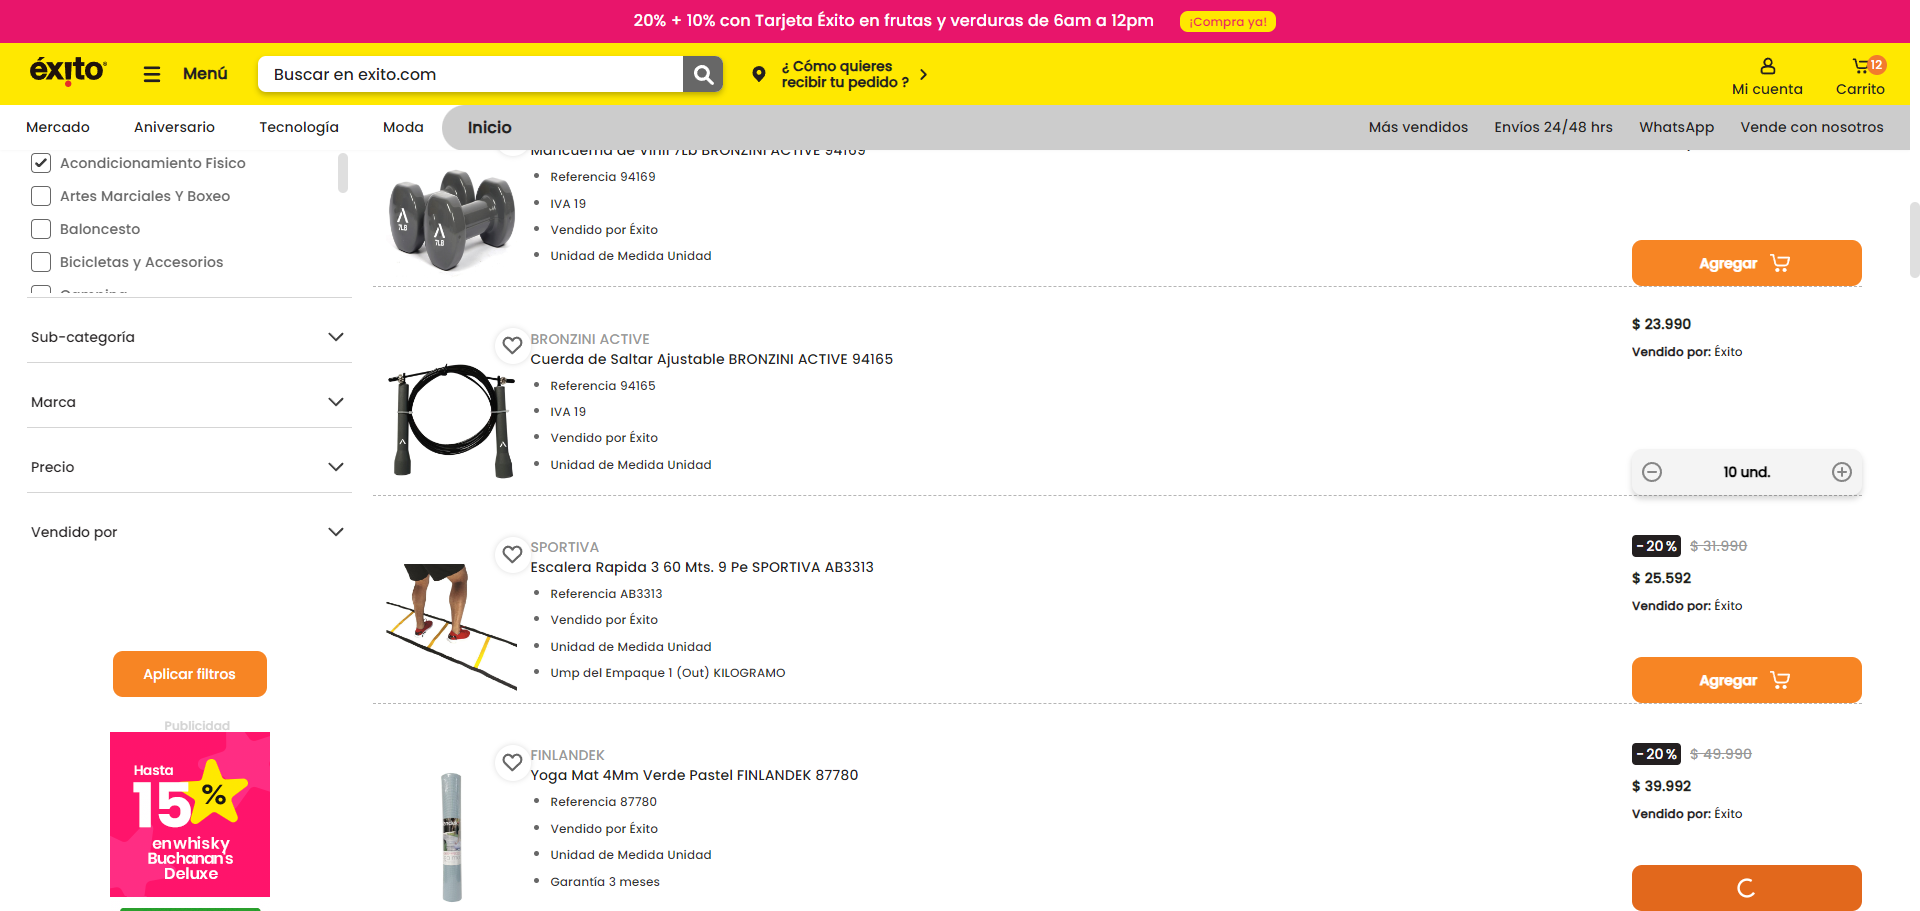 20% + 10% con Tarjeta Éxito en frutas y verduras de 6am a 12pm
¡Compra ya!
éxito
Menú
Buscar en exito.com
¿ Cómo quieres
recibir tu pedido ?
Mi cuenta
12
Carrito
Mercado
Aniversario
Tecnología
Moda
Inicio
Más vendidos
Envíos 24/48 hrs
WhatsApp
Vende con nosotros
Acondicionamiento Fisico
Artes Marciales Y Boxeo
Baloncesto
Bicicletas y Accesorios
Sub-categoría
Marca
Precio
Vendido por
Aplicar filtros
Publicidad
Hasta
15%
en whisky
Buchanan's
Deluxe
Mancuerna de Vinil 7Lb BRONZINI ACTIVE 94169
Referencia 94169
IVA 19
Vendido por Éxito
Unidad de Medida Unidad
7LB
7LB
Agregar
BRONZINI ACTIVE
Cuerda de Saltar Ajustable BRONZINI ACTIVE 94165
Referencia 94165
IVA 19
Vendido por Éxito
Unidad de Medida Unidad
$ 23.990
Vendido por: Éxito
10 und.
SPORTIVA
Escalera Rapida 3 60 Mts. 9 Pe SPORTIVA AB3313
Referencia AB3313
Vendido por Éxito
Unidad de Medida Unidad
Ump del Empaque 1 (Out) KILOGRAMO
-20% $ 31.990
$ 25.592
Vendido por: Éxito
Agregar
FINLANDEK
Yoga Mat 4Mm Verde Pastel FINLANDEK 87780
Referencia 87780
Vendido por Éxito
Unidad de Medida Unidad
Garantía 3 meses
-20% $ 49.990
$ 39.992
Vendido por: Éxito